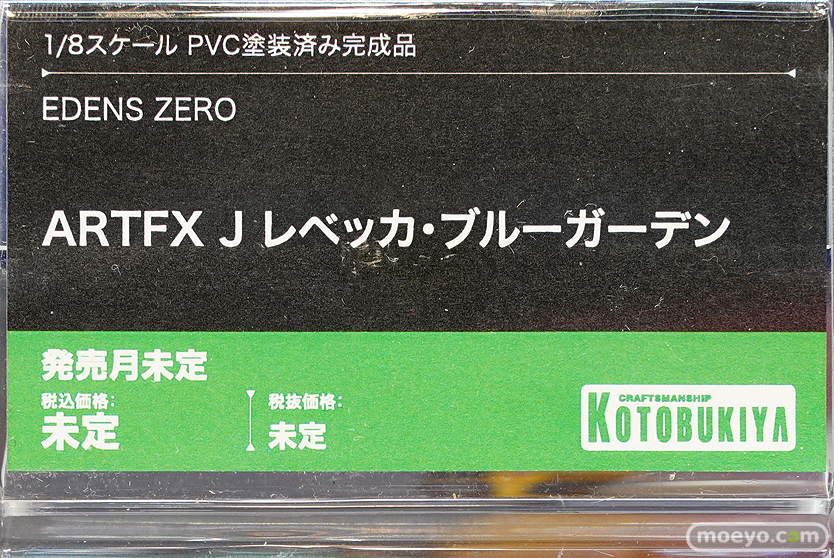 1/8スケール PVC塗装済み完成品
EDENS ZERO
ARTFX J レベッカ・ブルーガーデン
発売月未定
税込価格:
未定
税抜価格:
未定
CRAFTSMANSHIP
KOTOBUKIYA
moeyo.com